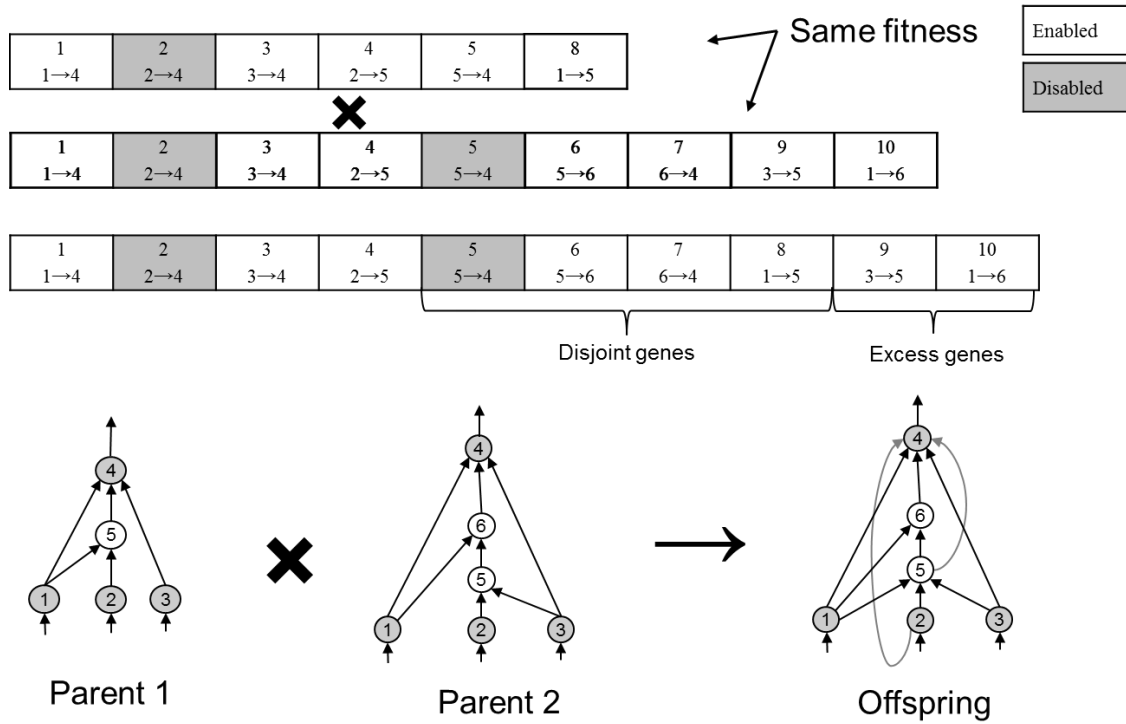 Same fitness
Enabled
Disabled
1 2 3 4 5 8
1→4 2→4 3→4 2→5 5→4 1→5
1 2 3 4 5 6 7 9 10
1→4 2→4 3→4 2→5 5→4 5→6 6→4 3→5 1→6
1 2 3 4 5 6 7 8 9 10
1→4 2→4 3→4 2→5 5→4 5→6 6→4 1→5 3→5 1→6
Disjoint genes Excess genes
4
5
1 2 3
Parent 1
4
6
5
1 2 3
Parent 2
4
6
5
1 2 3
Offspring